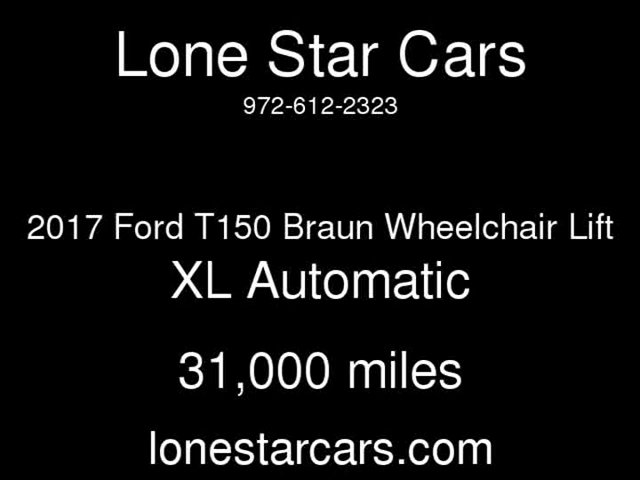 Lone Star Cars
972-612-2323
2017 Ford T150 Braun Wheelchair Lift
XL Automatic
31,000 miles
lonestarcars.com